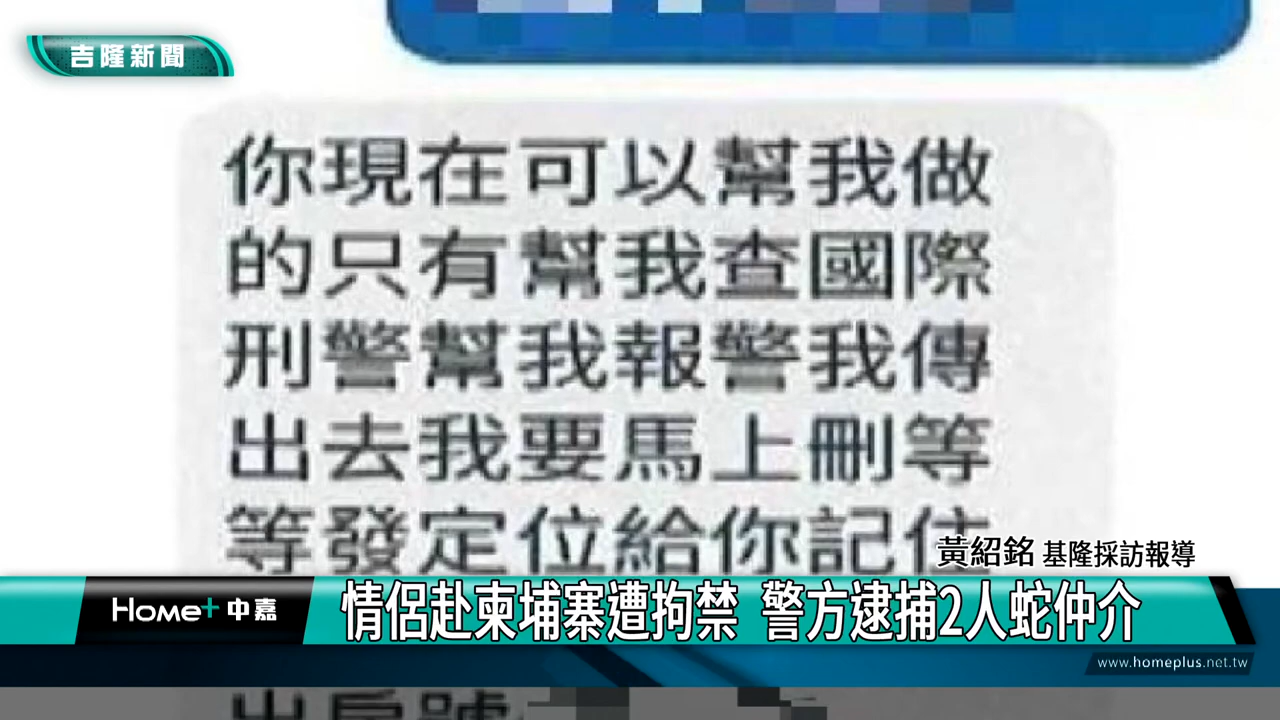 吉隆新聞
你現在可以幫我做
的只有幫我查國際
刑警幫我報警我傳
出去我要馬上刪等
等發定位給你記住
黃紹銘 基隆採訪報導
Home+中嘉
情侶赴柬埔寨遭拘禁 警方逮捕2人蛇仲介
www.homeplus.net.tw